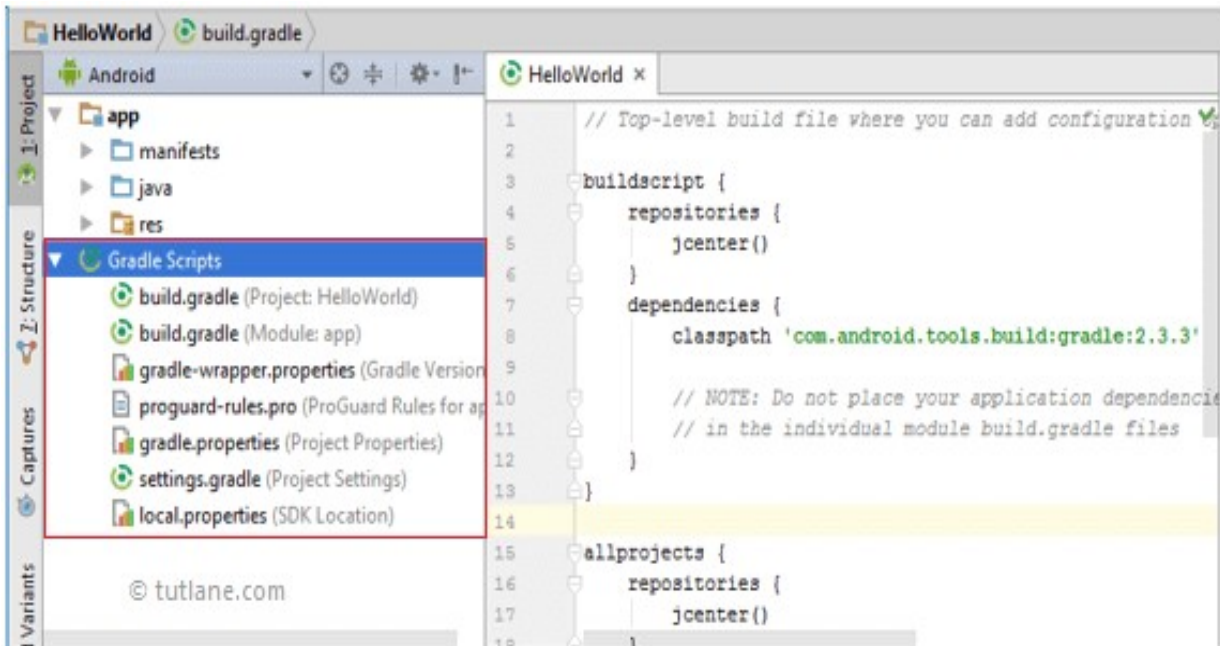 HelloWorld build.gradle
1: Project
7: Structure
Captures
Variants
Android
app
manifests
java
res
Gradle Scripts
build.gradle (Project: HelloWorld)
build.gradle (Module: app)
gradle-wrapper.properties (Gradle Version
proguard-rules.pro (ProGuard Rules for ap
gradle.properties (Project Properties)
settings.gradle (Project Settings)
local.properties (SDK Location)
© tutlane.com
HelloWorld ×
1 // Top-level build file where you can add configuration
2
3 buildscript {
4 repositories {
5 jcenter()
6 }
7 dependencies {
8 classpath 'com.android.tools.build:gradle:2.3.3'
9
10 // NOTE: Do not place your application dependencie
11 // in the individual module build.gradle files
12 }
13 }
14
15 allprojects {
16 repositories {
17 jcenter()
18 }